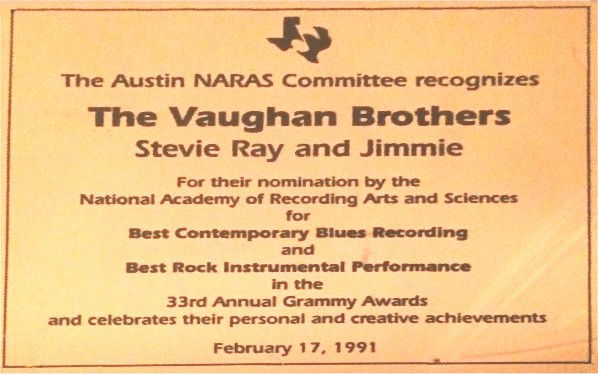 The Austin NARAS Committee recognizes
The Vaughan Brothers
Stevie Ray and Jimmie
For their nomination by the
National Academy of Recording Arts and Sciences
for
Best Contemporary Blues Recording
and
Best Rock Instrumental Performance
in the
33rd Annual Grammy Awards
and celebrates their personal and creative achievements
February 17, 1991